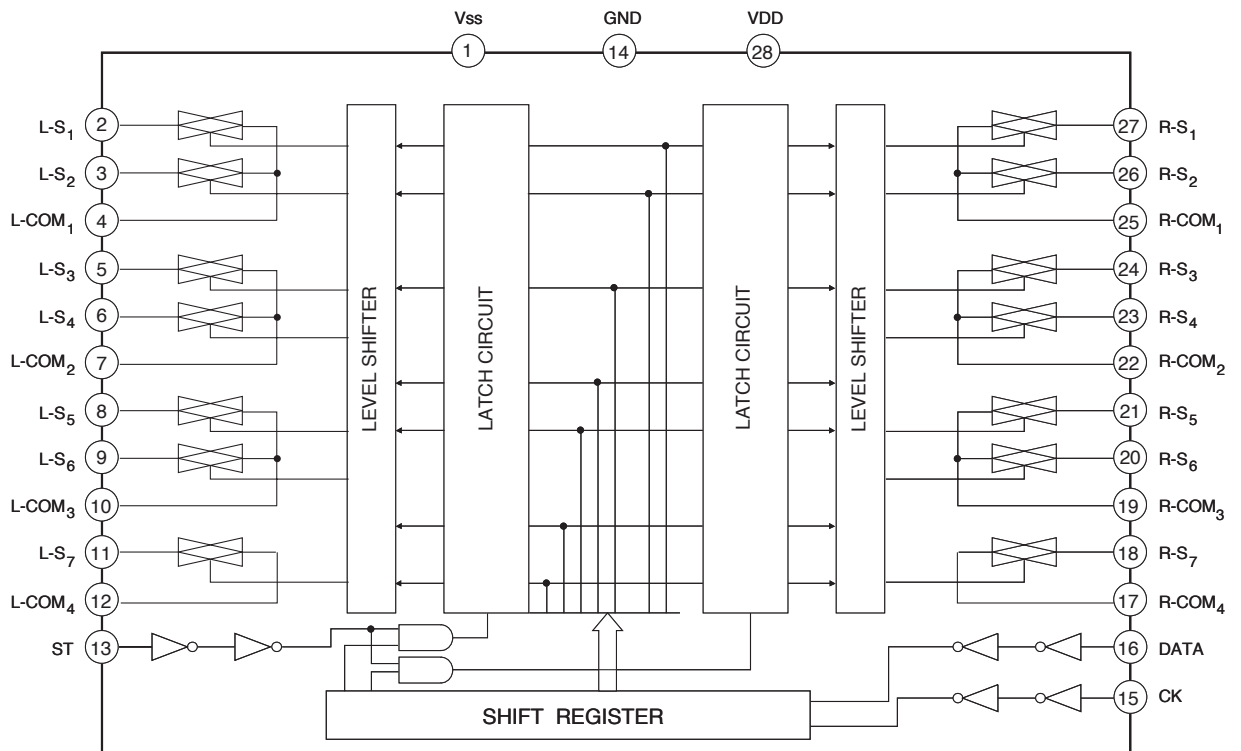 Vss GND VDD
1 14 28
L-S1 2 27 R-S1
L-S2 3 26 R-S2
L-COM1 4 25 R-COM1
L-S3 5 24 R-S3
L-S4 6 23 R-S4
L-COM2 7 22 R-COM2
L-S5 8 21 R-S5
L-S6 9 20 R-S6
L-COM3 10 19 R-COM3
L-S7 11 18 R-S7
L-COM4 12 17 R-COM4
ST 13 16 DATA
15 CK
LEVEL SHIFTER
LATCH CIRCUIT
LATCH CIRCUIT
LEVEL SHIFTER
SHIFT REGISTER